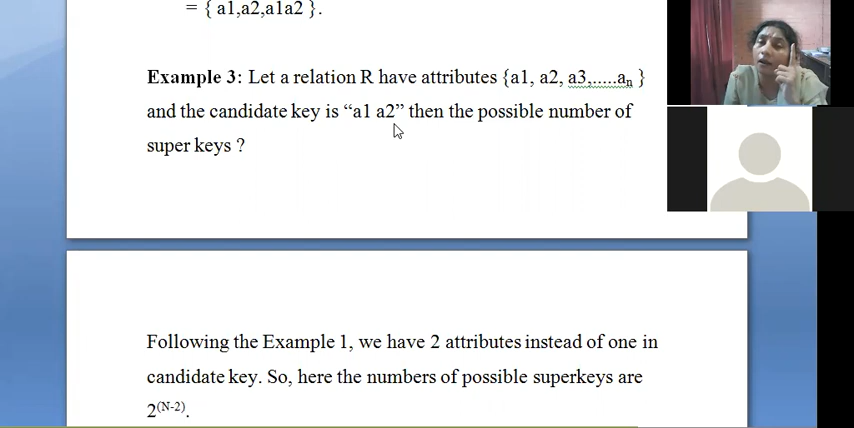 = { a1,a2,a1a2 }.
Example 3: Let a relation R have attributes {a1, a2, a3,.....an }
and the candidate key is “a1 a2” then the possible number of
super keys ?
Following the Example 1, we have 2 attributes instead of one in
candidate key. So, here the numbers of possible superkeys are
2(N-2).